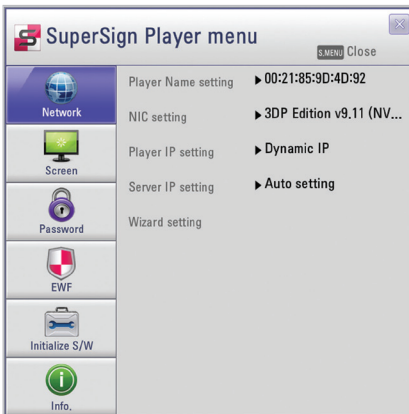 SuperSign Player menu
S.MENU Close
Network
Screen
Password
EWF
Initialize S/W
Info.
Player Name setting ▶ 00:21:85:9D:4D:92
NIC setting ▶ 3DP Edition v9.11 (NV...
Player IP setting ▶ Dynamic IP
Server IP setting ▶ Auto setting
Wizard setting